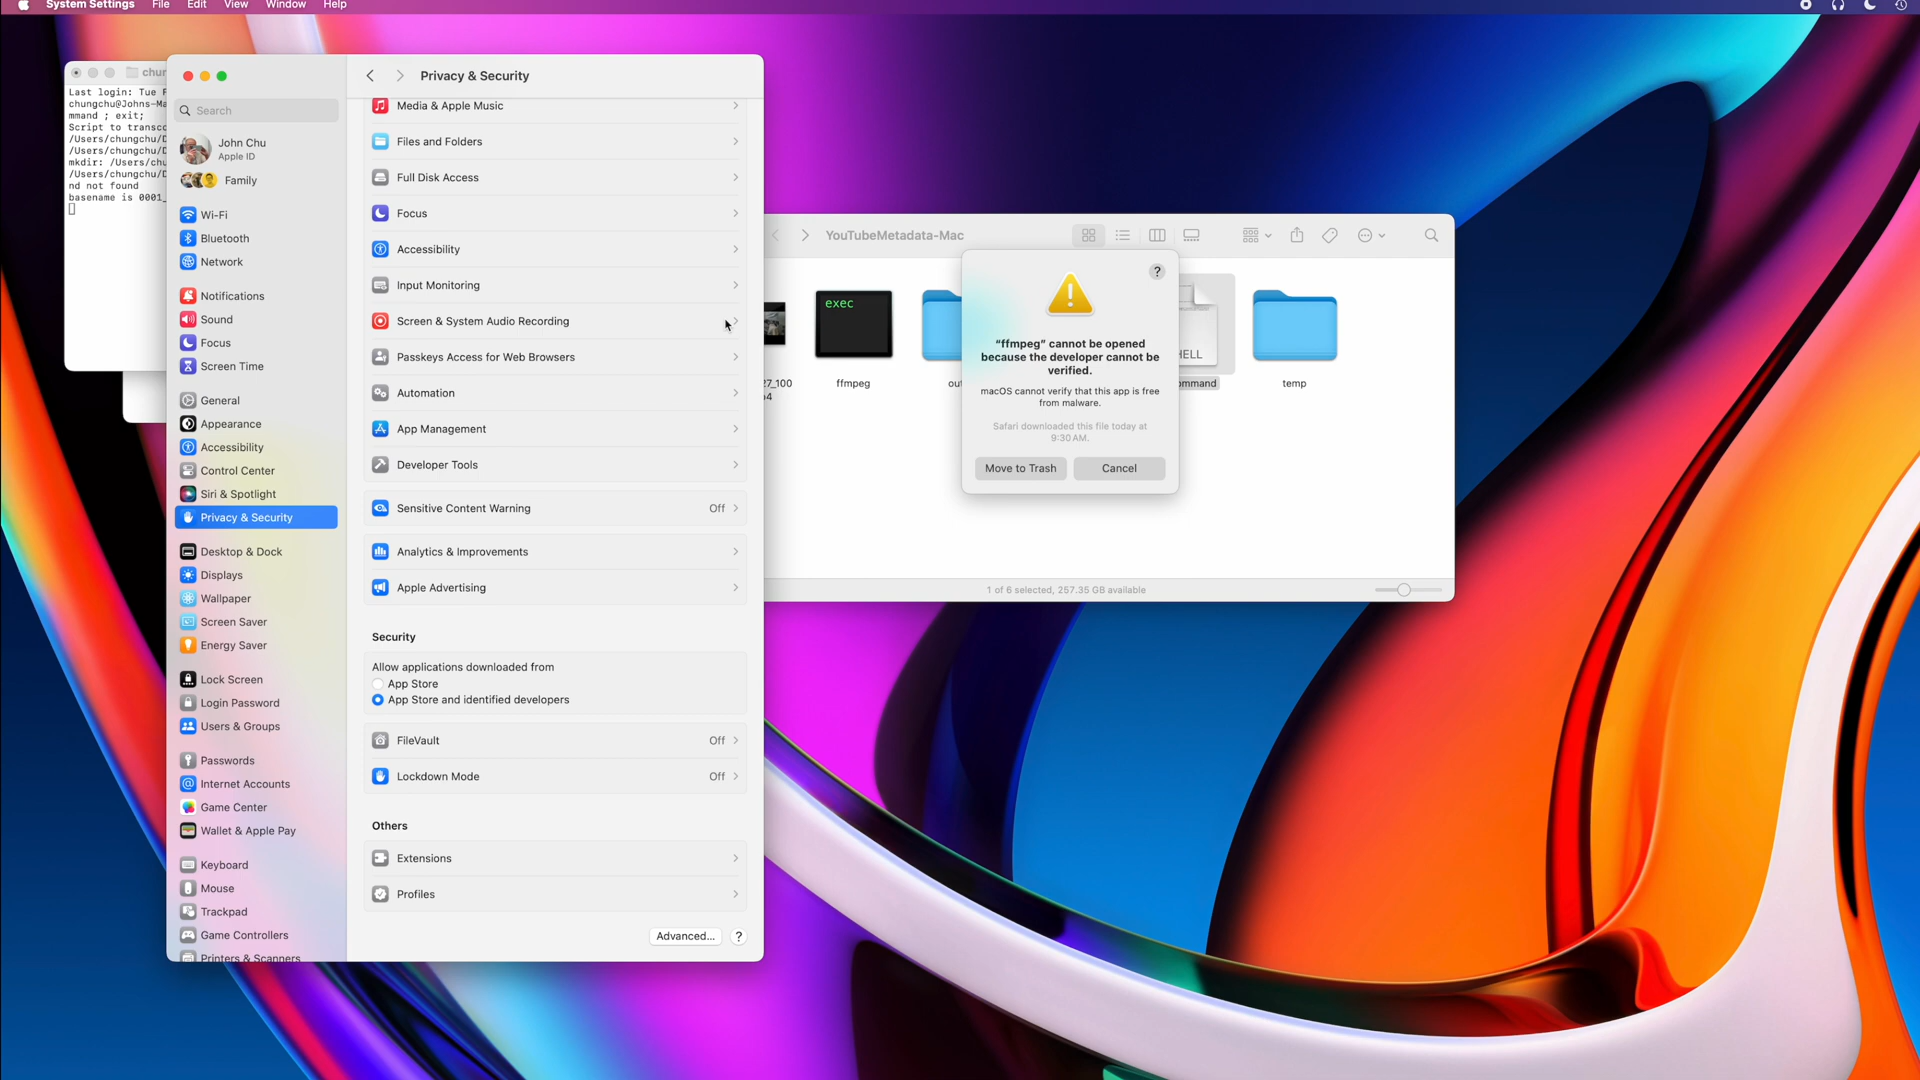 System Settings File Edit View Window Help
Last login: Tue
chungchu@Johns-Ma
mmand ; exit;
Script to transco
/Users/chungchu/D
/Users/chungchu/D
mkdir: /Users/chu
/Users/chungchu/D
nd not found
basename is 0001_
Search
John Chu
Apple ID
Family
Wi-Fi
Bluetooth
Network
Notifications
Sound
Focus
Screen Time
General
Appearance
Accessibility
Control Center
Siri & Spotlight
Privacy & Security
Desktop & Dock
Displays
Wallpaper
Screen Saver
Energy Saver
Lock Screen
Login Password
Users & Groups
Passwords
Internet Accounts
Game Center
Wallet & Apple Pay
Keyboard
Mouse
Trackpad
Game Controllers
Printers & Scanners
Privacy & Security
Media & Apple Music
Files and Folders
Full Disk Access
Focus
Accessibility
Input Monitoring
Screen & System Audio Recording
Passkeys Access for Web Browsers
Automation
App Management
Developer Tools
Sensitive Content Warning Off
Analytics & Improvements
Apple Advertising
Security
Allow applications downloaded from
App Store
App Store and identified developers
FileVault Off
Lockdown Mode Off
Others
Extensions
Profiles
Advanced... ?
YouTubeMetadata-Mac
27_100
exec
ffmpeg
out
ommand
temp
1 of 6 selected, 257.35 GB available
?
“ffmpeg” cannot be opened
because the developer cannot be
verified.
macOS cannot verify that this app is free
from malware.
Safari downloaded this file today at
9:30 AM.
Move to Trash Cancel